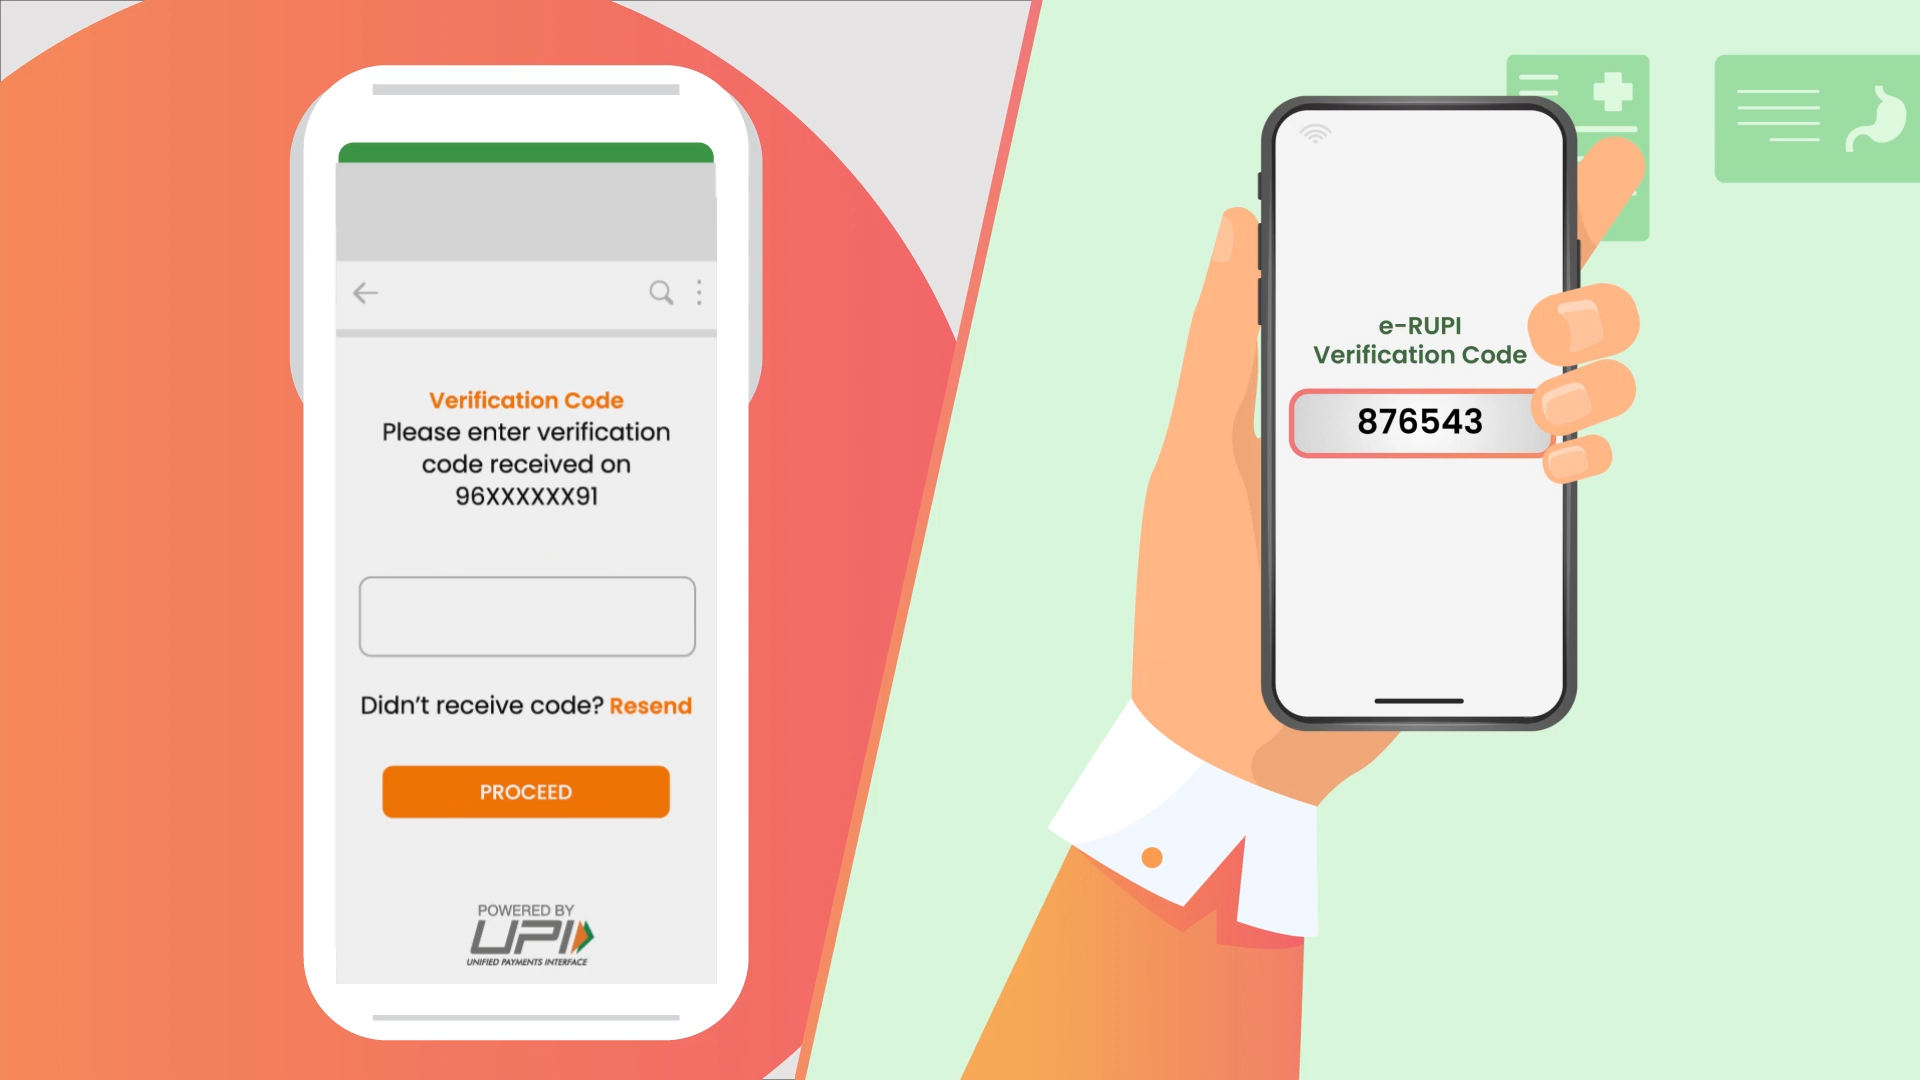 Verification Code
Please enter verification
code received on
96XXXXXX91
Didn't receive code? Resend
PROCEED
POWERED BY
UPI
UNIFIED PAYMENTS INTERFACE
e-RUPI
Verification Code
876543